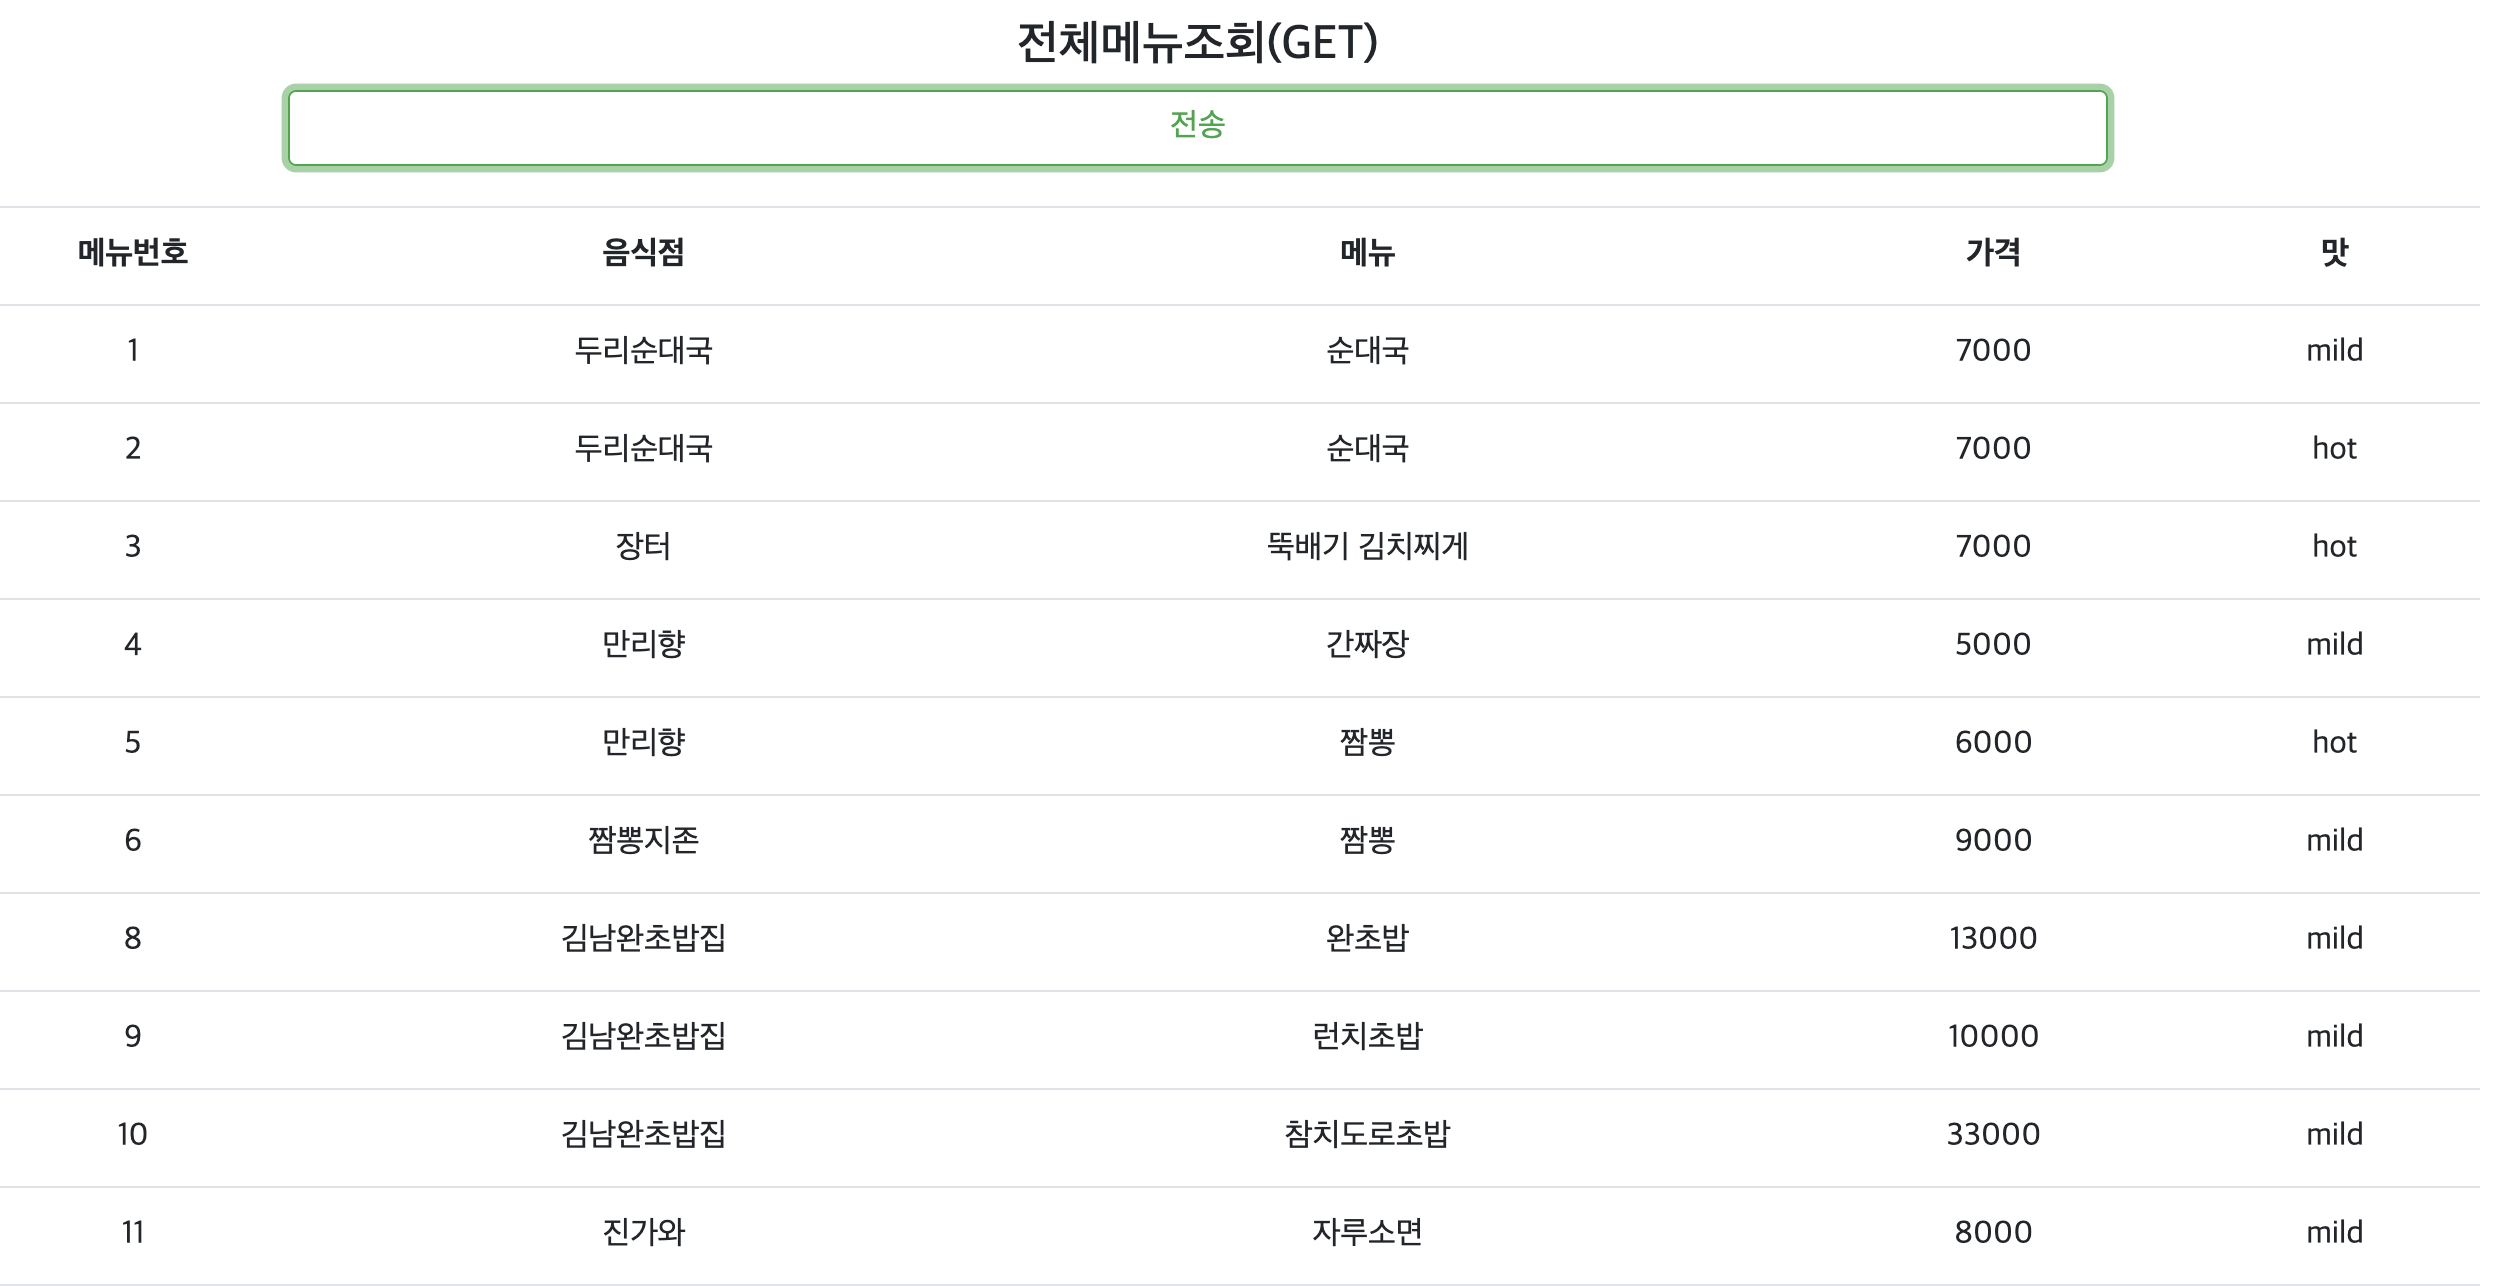 전체메뉴조회(GET)
전송
메뉴번호 음식점 메뉴 가격 맛
1 두리순대국 순대국 7000 mild
2 두리순대국 순대국 7000 hot
3 장터 뚝배기 김치찌게 7000 hot
4 만리향 간짜장 5000 mild
5 만리향 짬뽕 6000 hot
6 짬뽕지존 짬뽕 9000 mild
8 김남완초밥집 완초밥 13000 mild
9 김남완초밥집 런치초밥 10000 mild
10 김남완초밥집 참치도로초밥 33000 mild
11 진가와 자루소면 8000 mild